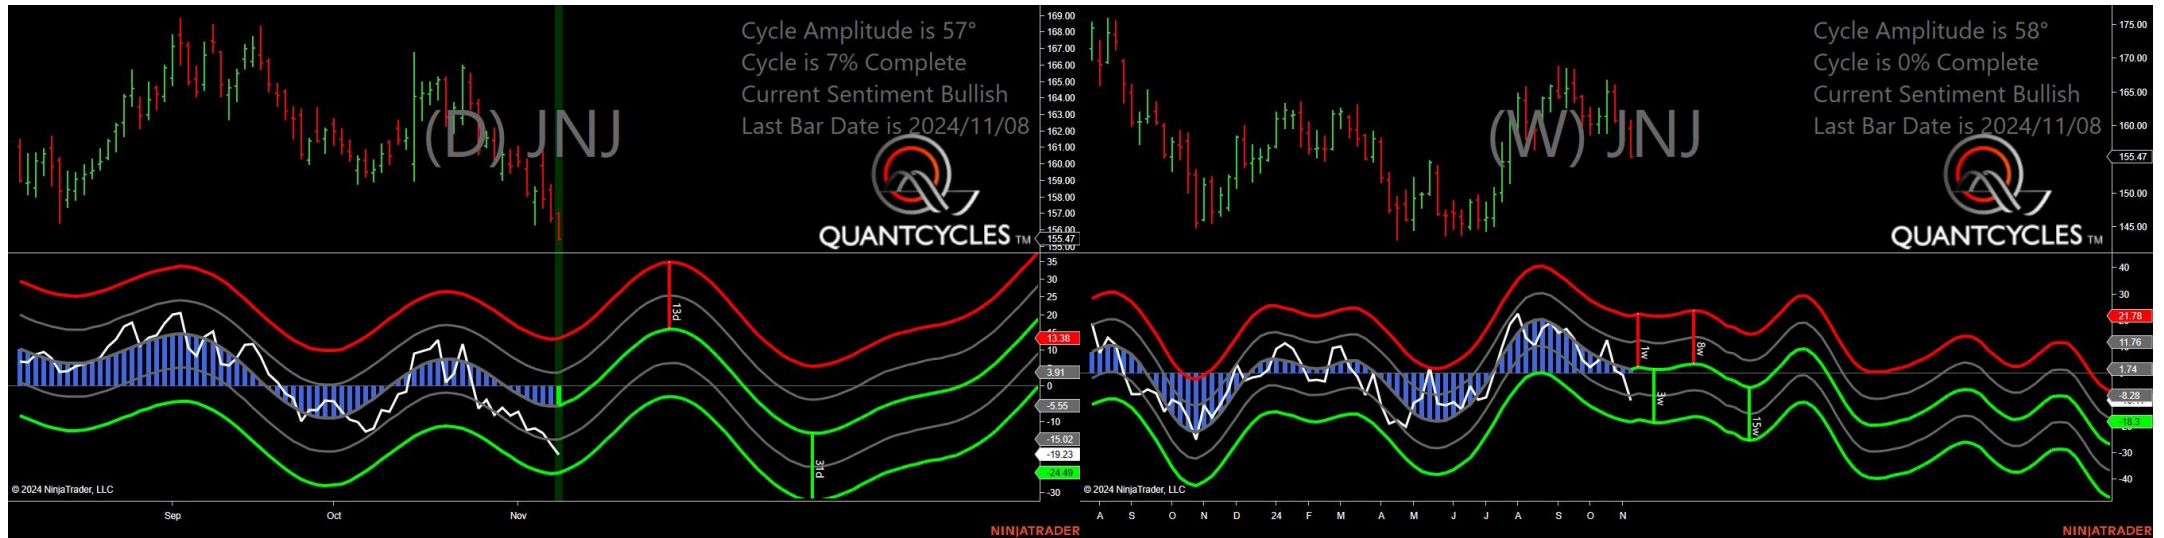 Cycle Amplitude is 57°
Cycle is 7% Complete
Current Sentiment Bullish
Last Bar Date is 2024/11/08
(D) JNJ
QUANTCYCLES TM
169.00
168.00
167.00
166.00
165.00
164.00
163.00
162.00
161.00
160.00
159.00
158.00
157.00
156.00
155.47
155.00
13d
31d
35
30
25
20
15
13.38
10
3.91
0
-5.55
-10
-15.02
-19.23
-24.49
-30
© 2024 NinjaTrader, LLC
Sep Oct Nov
NINJATRADER
Cycle Amplitude is 58°
Cycle is 0% Complete
Current Sentiment Bullish
Last Bar Date is 2024/11/08
(W) JNJ
QUANTCYCLES TM
175.00
170.00
165.00
160.00
155.47
150.00
145.00
1w
8w
3w
15w
40
30
21.78
11.76
1.74
-8.28
-18.3
-30
-40
© 2024 NinjaTrader, LLC
A S O N D 24 F M A M J J A S O N
NINJATRADER